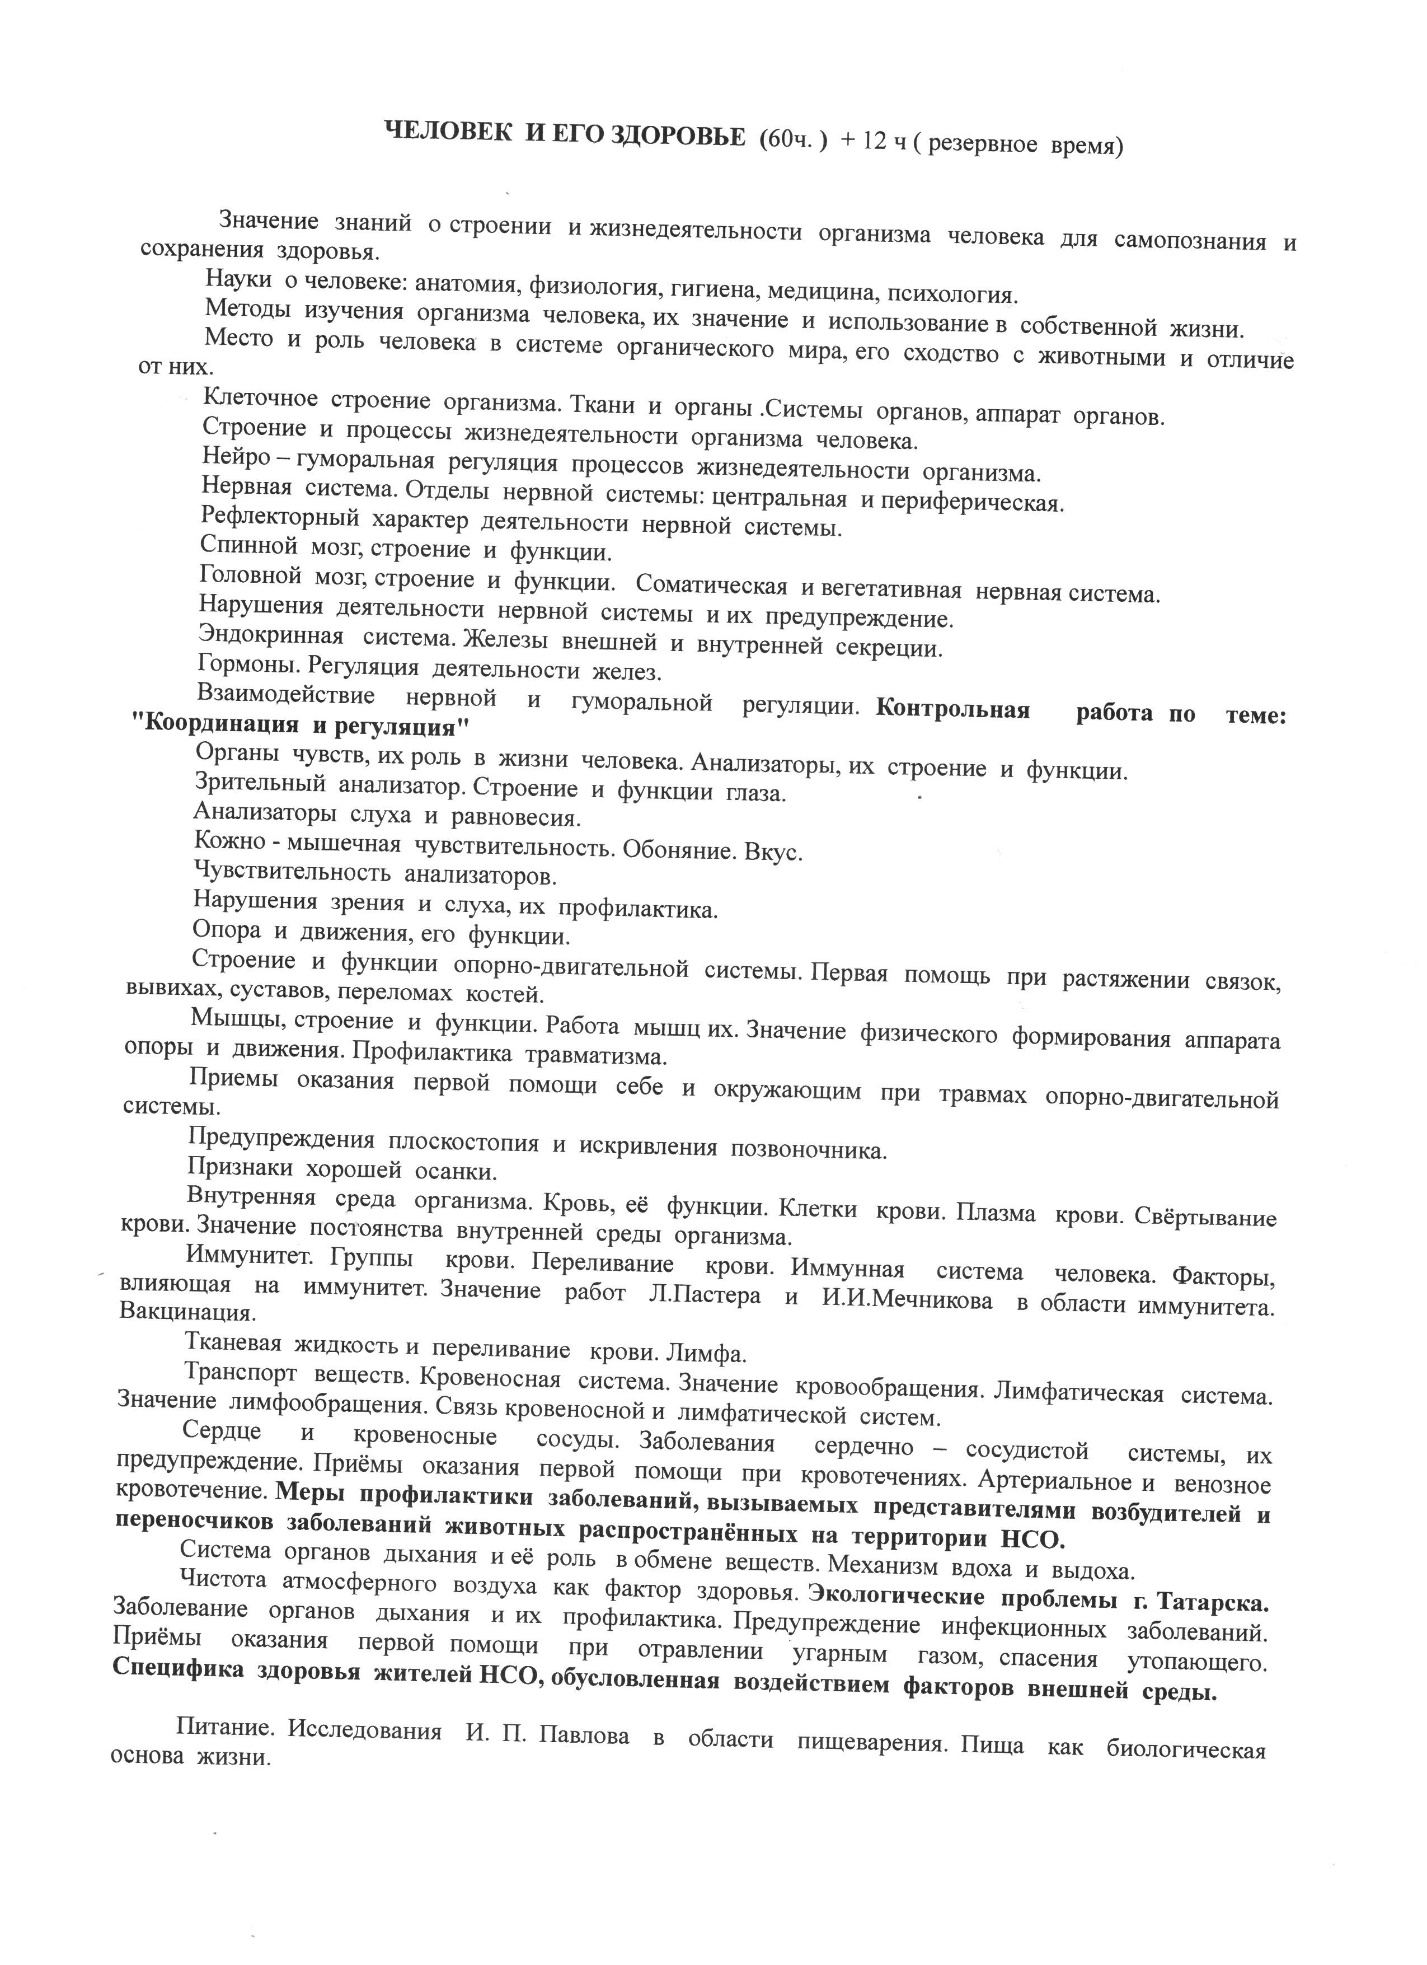 ЧЕЛОВЕК И ЕГО ЗДОРОВЬЕ (60ч. ) + 12 ч ( резервное время)
Значение знаний о строении и жизнедеятельности организма человека для самопознания и
сохранения здоровья.
Науки о человеке: анатомия, физиология, гигиена, медицина, психология.
Методы изучения организма человека, их значение и использование в собственной жизни.
Место и роль человека в системе органического мира, его сходство с животными и отличие
от них.
Клеточное строение организма. Ткани и органы .Системы органов, аппарат органов.
Строение и процессы жизнедеятельности организма человека.
Нейро – гуморальная регуляция процессов жизнедеятельности организма.
Нервная система. Отделы нервной системы: центральная и периферическая.
Рефлекторный характер деятельности нервной системы.
Спинной мозг, строение и функции.
Головной мозг, строение и функции. Соматическая и вегетативная нервная система.
Нарушения деятельности нервной системы и их предупреждение.
Эндокринная система. Железы внешней и внутренней секреции.
Гормоны. Регуляция деятельности желез.
Взаимодействие нервной и гуморальной регуляции. Контрольная работа по теме:
"Координация и регуляция"
Органы чувств, их роль в жизни человека. Анализаторы, их строение и функции.
Зрительный анализатор. Строение и функции глаза.
Анализаторы слуха и равновесия.
Кожно - мышечная чувствительность. Обоняние. Вкус.
Чувствительность анализаторов.
Нарушения зрения и слуха, их профилактика.
Опора и движения, его функции.
Строение и функции опорно-двигательной системы. Первая помощь при растяжении связок,
вывихах, суставов, переломах костей.
Мышцы, строение и функции. Работа мышц их. Значение физического формирования аппарата
опоры и движения. Профилактика травматизма.
Приемы оказания первой помощи себе и окружающим при травмах опорно-двигательной
системы.
Предупреждения плоскостопия и искривления позвоночника.
Признаки хорошей осанки.
Внутренняя среда организма. Кровь, её функции. Клетки крови. Плазма крови. Свёртывание
крови. Значение постоянства внутренней среды организма.
Иммунитет. Группы крови. Переливание крови. Иммунная система человека. Факторы,
влияющая на иммунитет. Значение работ Л.Пастера и И.И.Мечникова в области иммунитета.
Вакцинация.
Тканевая жидкость и переливание крови. Лимфа.
Транспорт веществ. Кровеносная система. Значение кровообращения. Лимфатическая система.
Значение лимфообращения. Связь кровеносной и лимфатической систем.
Сердце и кровеносные сосуды. Заболевания сердечно – сосудистой системы, их
предупреждение. Приёмы оказания первой помощи при кровотечениях. Артериальное и венозное
кровотечение. Меры профилактики заболеваний, вызываемых представителями возбудителей и
переносчиков заболеваний животных распространённых на территории НСО.
Система органов дыхания и её роль в обмене веществ. Механизм вдоха и выдоха.
Чистота атмосферного воздуха как фактор здоровья. Экологические проблемы г. Татарска.
Заболевание органов дыхания и их профилактика. Предупреждение инфекционных заболеваний.
Приёмы оказания первой помощи при отравлении угарным газом, спасения утопающего.
Специфика здоровья жителей НСО, обусловленная воздействием факторов внешней среды.
Питание. Исследования И. П. Павлова в области пищеварения. Пища как биологическая
основа жизни.